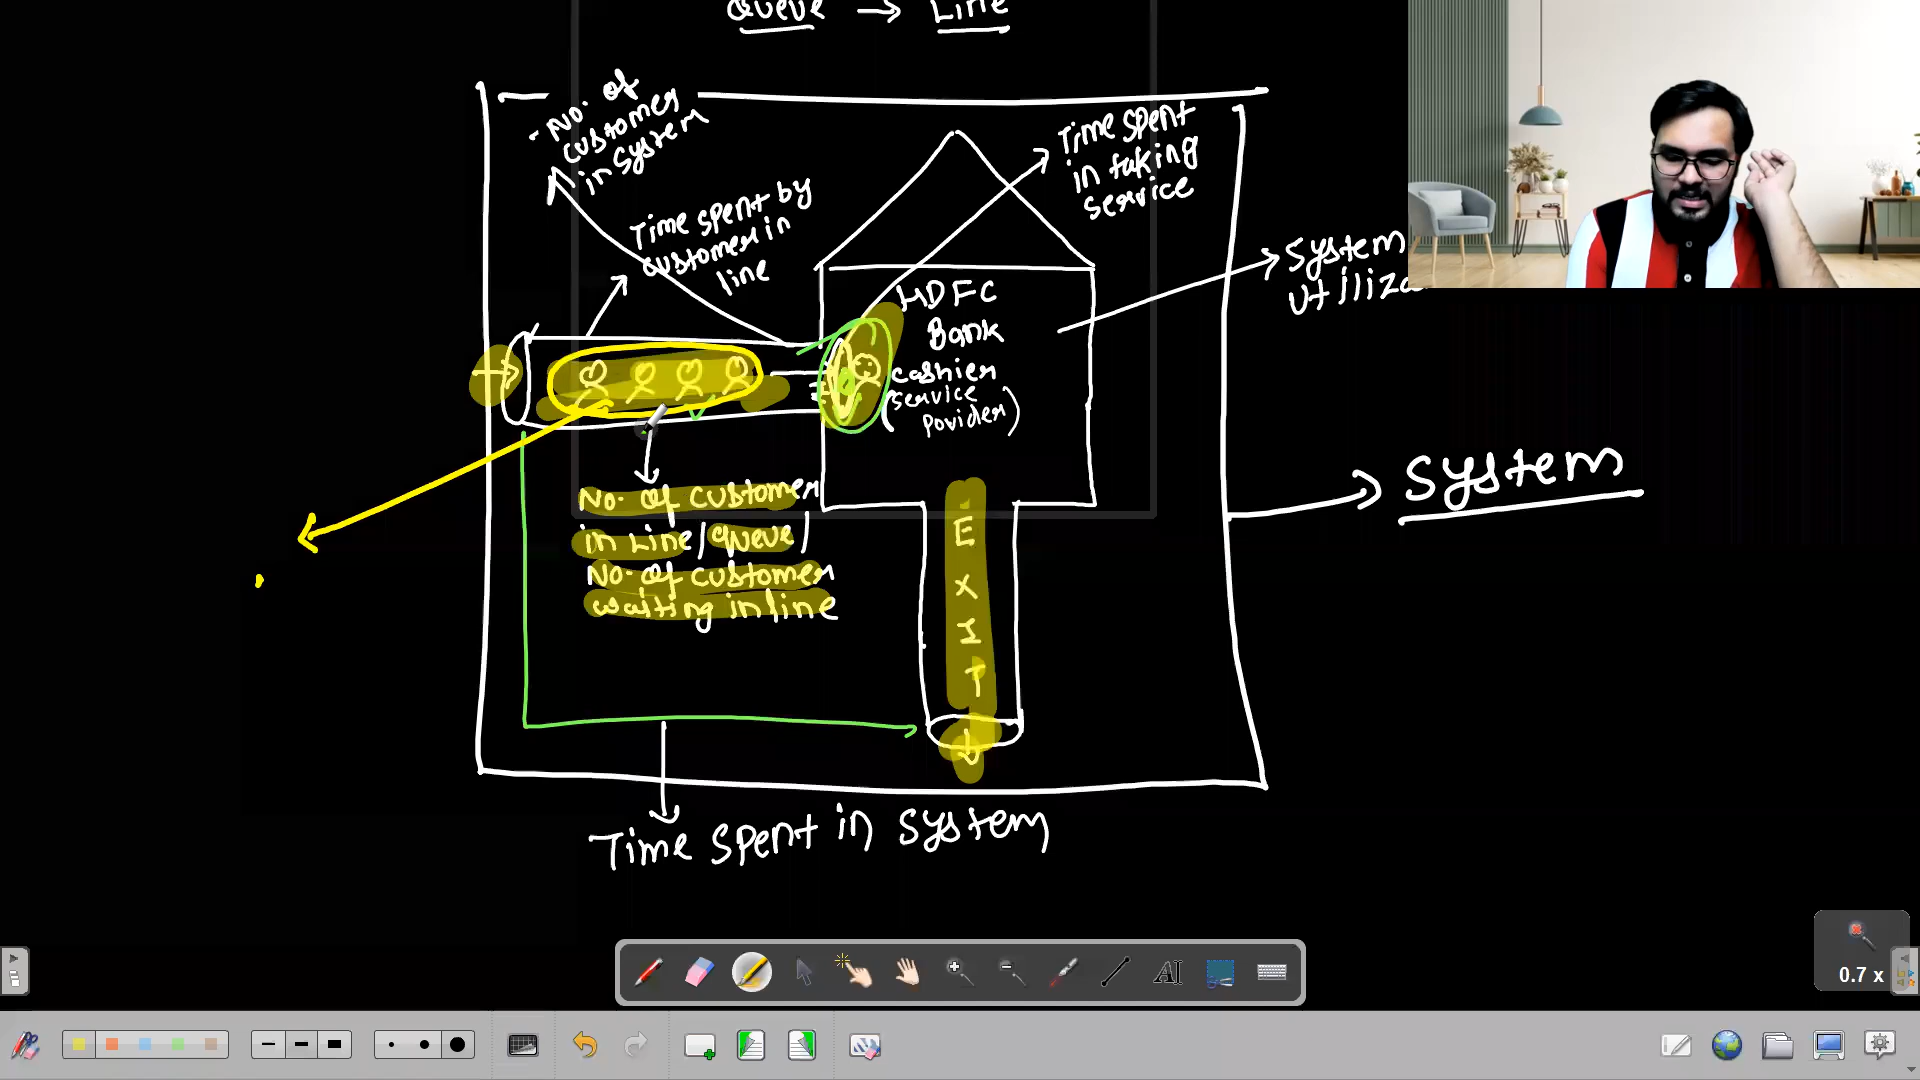 Queue → Line
No. of
customer
in system
Time spent by
customer in
line
Time spent
in taking
service
System
utiliza
HDFC
Bank
cashier
(service
Povider)
System
No. of customer
in Line/Queue/
No. of customer
waiting in line
E
X
I
T
Time spent in system
0.7 x